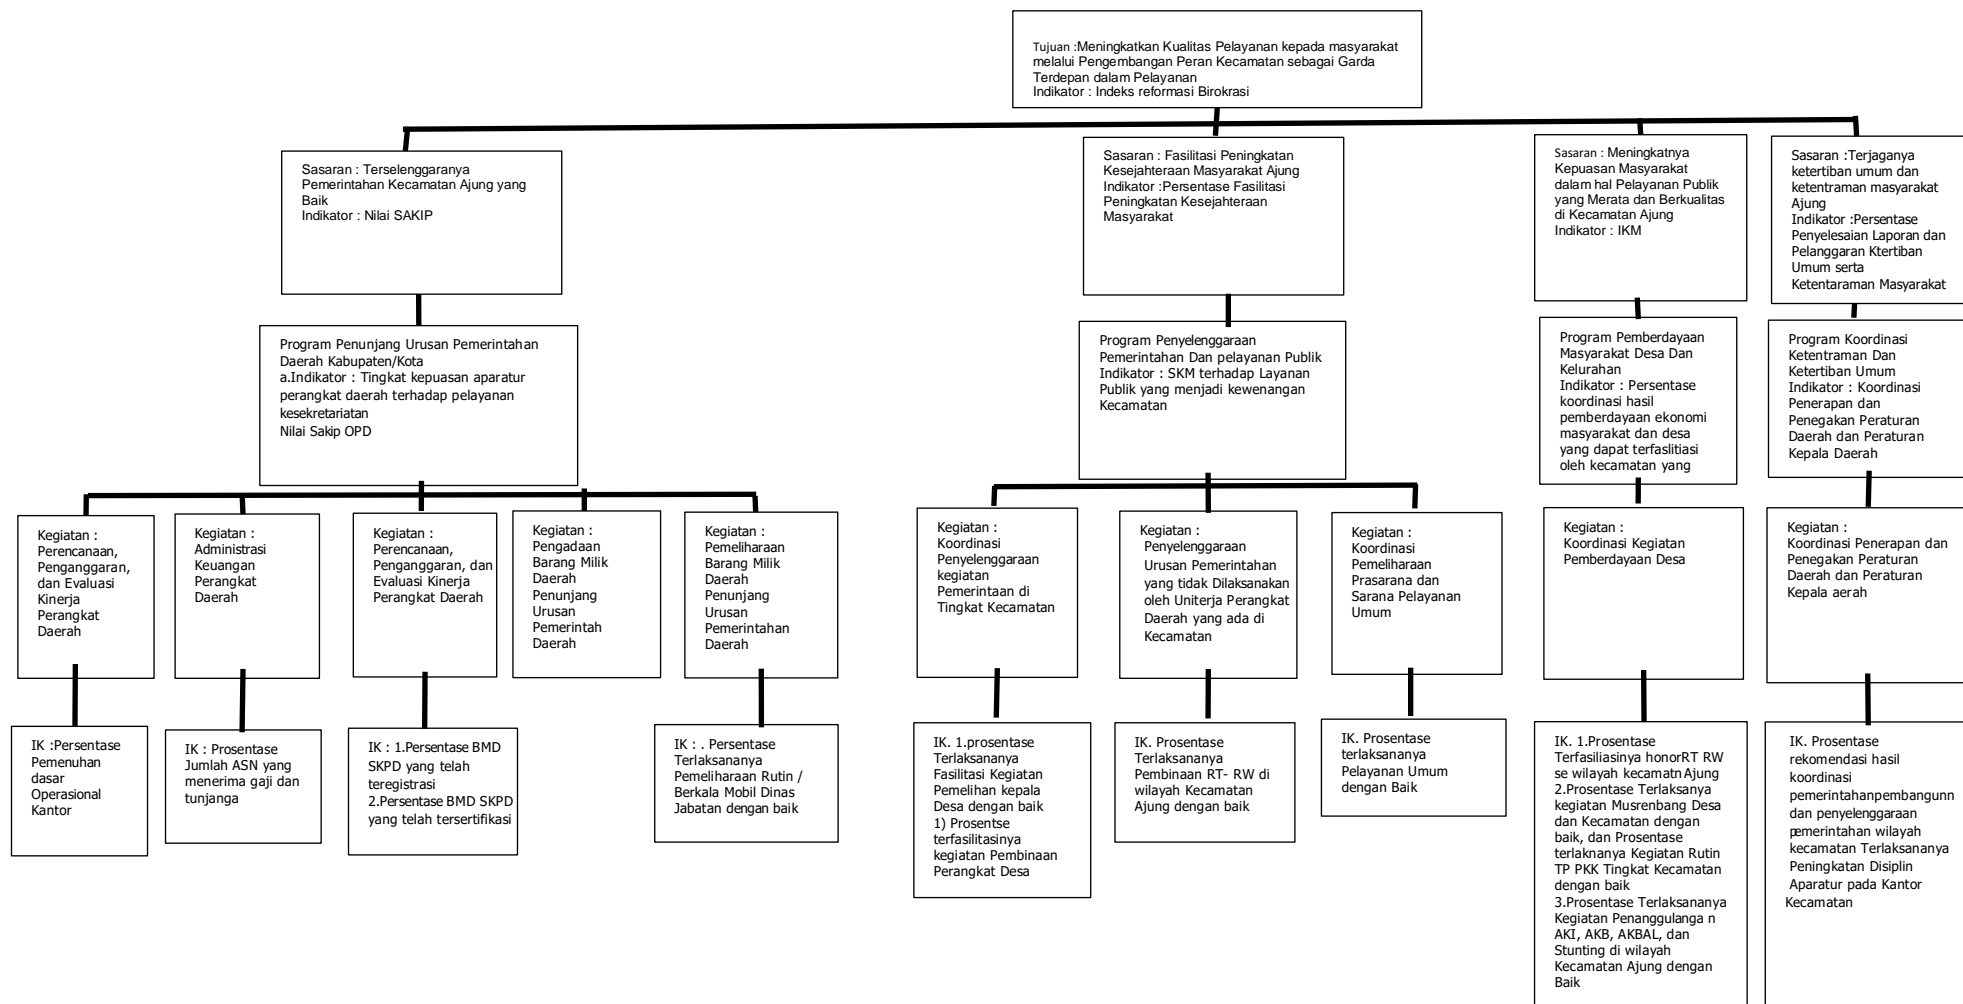 Tujuan :Meningkatkan Kualitas Pelayanan kepada masyarakat
melalui Pengembangan Peran Kecamatan sebagai Garda
Terdepan dalam Pelayanan
Indikator : Indeks reformasi Birokrasi
Sasaran : Terselenggaranya
Pemerintahan Kecamatan Ajung yang
Baik
Indikator : Nilai SAKIP
Sasaran : Fasilitasi Peningkatan
Kesejahteraan Masyarakat Ajung
Indikator :Persentase Fasilitasi
Peningkatan Kesejahteraan
Masyarakat
Sasaran : Meningkatnya
Kepuasan Masyarakat
dalam hal Pelayanan Publik
yang Merata dan Berkualitas
di Kecamatan Ajung
Indikator : IKM
Sasaran :Terjaganya
ketertiban umum dan
ketentraman masyarakat
Ajung
Indikator :Persentase
Penyelesaian Laporan dan
Pelanggaran Ktertiban
Umum serta
Ketentaraman Masyarakat
Program Penunjang Urusan Pemerintahan
Daerah Kabupaten/Kota
a.Indikator : Tingkat kepuasan aparatur
perangkat daerah terhadap pelayanan
kesekretariatan
Nilai Sakip OPD
Program Penyelenggaraan
Pemerintahan Dan pelayanan Publik
Indikator : SKM terhadap Layanan
Publik yang menjadi kewenangan
Kecamatan
Program Pemberdayaan
Masyarakat Desa Dan
Kelurahan
Indikator : Persentase
koordinasi hasil
pemberdayaan ekonomi
masyarakat dan desa
yang dapat terfaslitiasi
oleh kecamatan yang
Program Koordinasi
Ketentraman Dan
Ketertiban Umum
Indikator : Koordinasi
Penerapan dan
Penegakan Peraturan
Daerah dan Peraturan
Kepala Daerah
Kegiatan :
Perencanaan,
Penganggaran,
dan Evaluasi
Kinerja
Perangkat
Daerah
Kegiatan :
Administrasi
Keuangan
Perangkat
Daerah
Kegiatan :
Perencanaan,
Penganggaran, dan
Evaluasi Kinerja
Perangkat Daerah
Kegiatan :
Pengadaan
Barang Milik
Daerah
Penunjang
Urusan
Pemerintah
Daerah
Kegiatan :
Pemeliharaan
Barang Milik
Daerah
Penunjang
Urusan
Pemerintahan
Daerah
Kegiatan :
Koordinasi
Penyelenggaraan
kegiatan
Pemerintaan di
Tingkat Kecamatan
Kegiatan :
Penyelenggaraan
Urusan Pemerintahan
yang tidak Dilaksanakan
oleh Uniterja Perangkat
Daerah yang ada di
Kecamatan
Kegiatan :
Koordinasi
Pemeliharaan
Prasarana dan
Sarana Pelayanan
Umum
Kegiatan :
Koordinasi Kegiatan
Pemberdayaan Desa
Kegiatan :
Koordinasi Penerapan dan
Penegakan Peraturan
Daerah dan Peraturan
Kepala aerah
IK :Persentase
Pemenuhan
dasar
Operasional
Kantor
IK : Prosentase
Jumlah ASN yang
menerima gaji dan
tunjanga
IK : 1.Persentase BMD
SKPD yang telah
teregistrasi
2.Persentase BMD SKPD
yang telah tersertifikasi
IK : . Persentase
Terlaksananya
Pemeliharaan Rutin /
Berkala Mobil Dinas
Jabatan dengan baik
IK. 1.prosentase
Terlaksananya
Fasilitasi Kegiatan
Pemelihan kepala
Desa dengan baik
1) Prosentse
terfasilitasinya
kegiatan Pembinaan
Perangkat Desa
IK. Prosentase
Terlaksananya
Pembinaan RT- RW di
wilayah Kecamatan
Ajung dengan baik
IK. Prosentase
terlaksananya
Pelayanan Umum
dengan Baik
IK. 1.Prosentase
Terfasiliasinya honorRT RW
se wilayah kecamatnAjung
2.Prosentase Terlaksanya
kegiatan Musrenbang Desa
dan Kecamatan dengan
baik, dan Prosentase
terlaknanya Kegiatan Rutin
TP PKK Tingkat Kecamatan
dengan baik
3.Prosentase Terlaksananya
Kegiatan Penanggulanga n
AKI, AKB, AKBAL, dan
Stunting di wilayah
Kecamatan Ajung dengan
Baik
IK. Prosentase
rekomendasi hasil
koordinasi
pemerintahanpembangunn
dan penyelenggaraan
pemerintahan wilayah
kecamatan Terlaksananya
Peningkatan Disiplin
Aparatur pada Kantor
Kecamatan